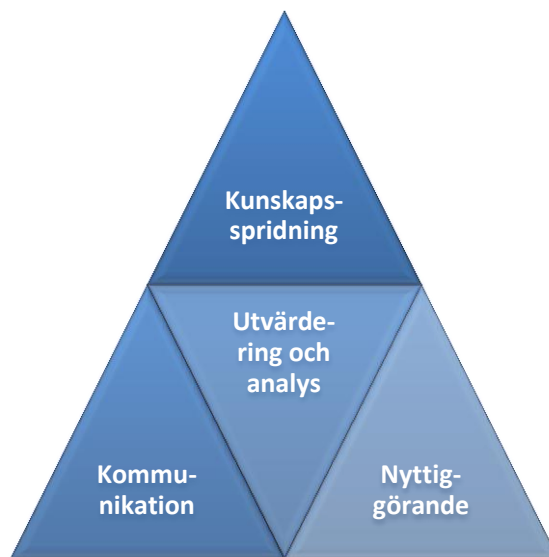 Kunskaps-
spridning
Utvärde-
ring och
analys
Kommu-
nikation
Nyttig-
görande